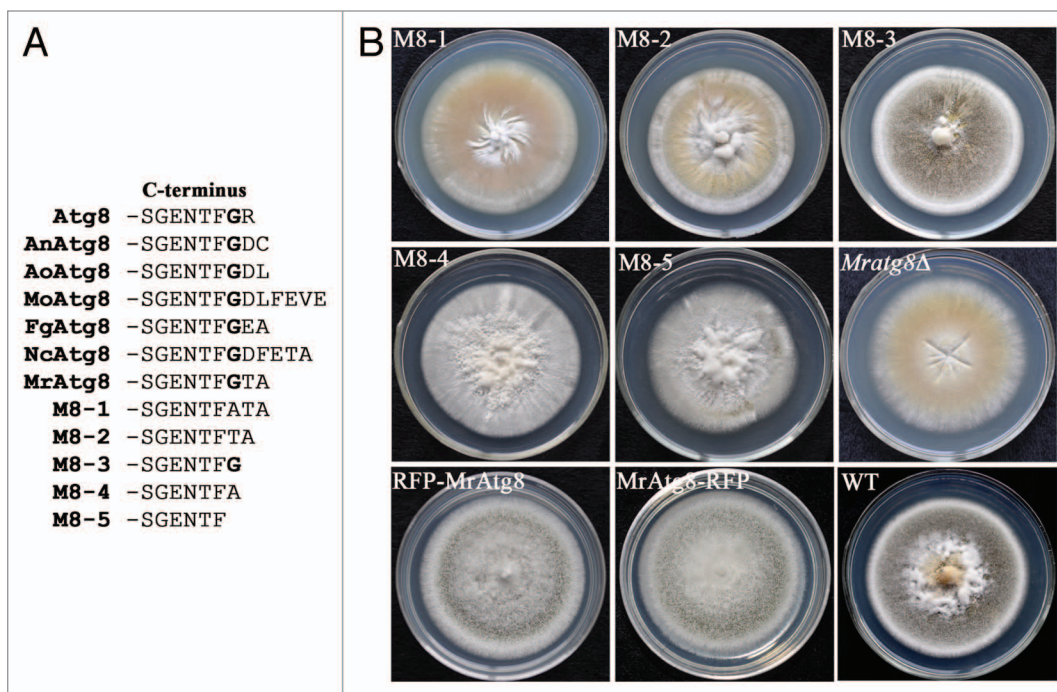 A
C-terminus
Atg8 -SGENTFGR
AnAtg8 -SGENTFGDC
AoAtg8 -SGENTFGDL
MoAtg8 -SGENTFGDLFEVE
FgAtg8 -SGENTFGEA
NcAtg8 -SGENTFGDFETA
MrAtg8 -SGENTFGTA
M8-1 -SGENTFATA
M8-2 -SGENTFTA
M8-3 -SGENTFG
M8-4 -SGENTFA
M8-5 -SGENTF
B
M8-1
M8-2
M8-3
M8-4
M8-5
Mratg8Δ
RFP-MrAtg8
MrAtg8-RFP
WT